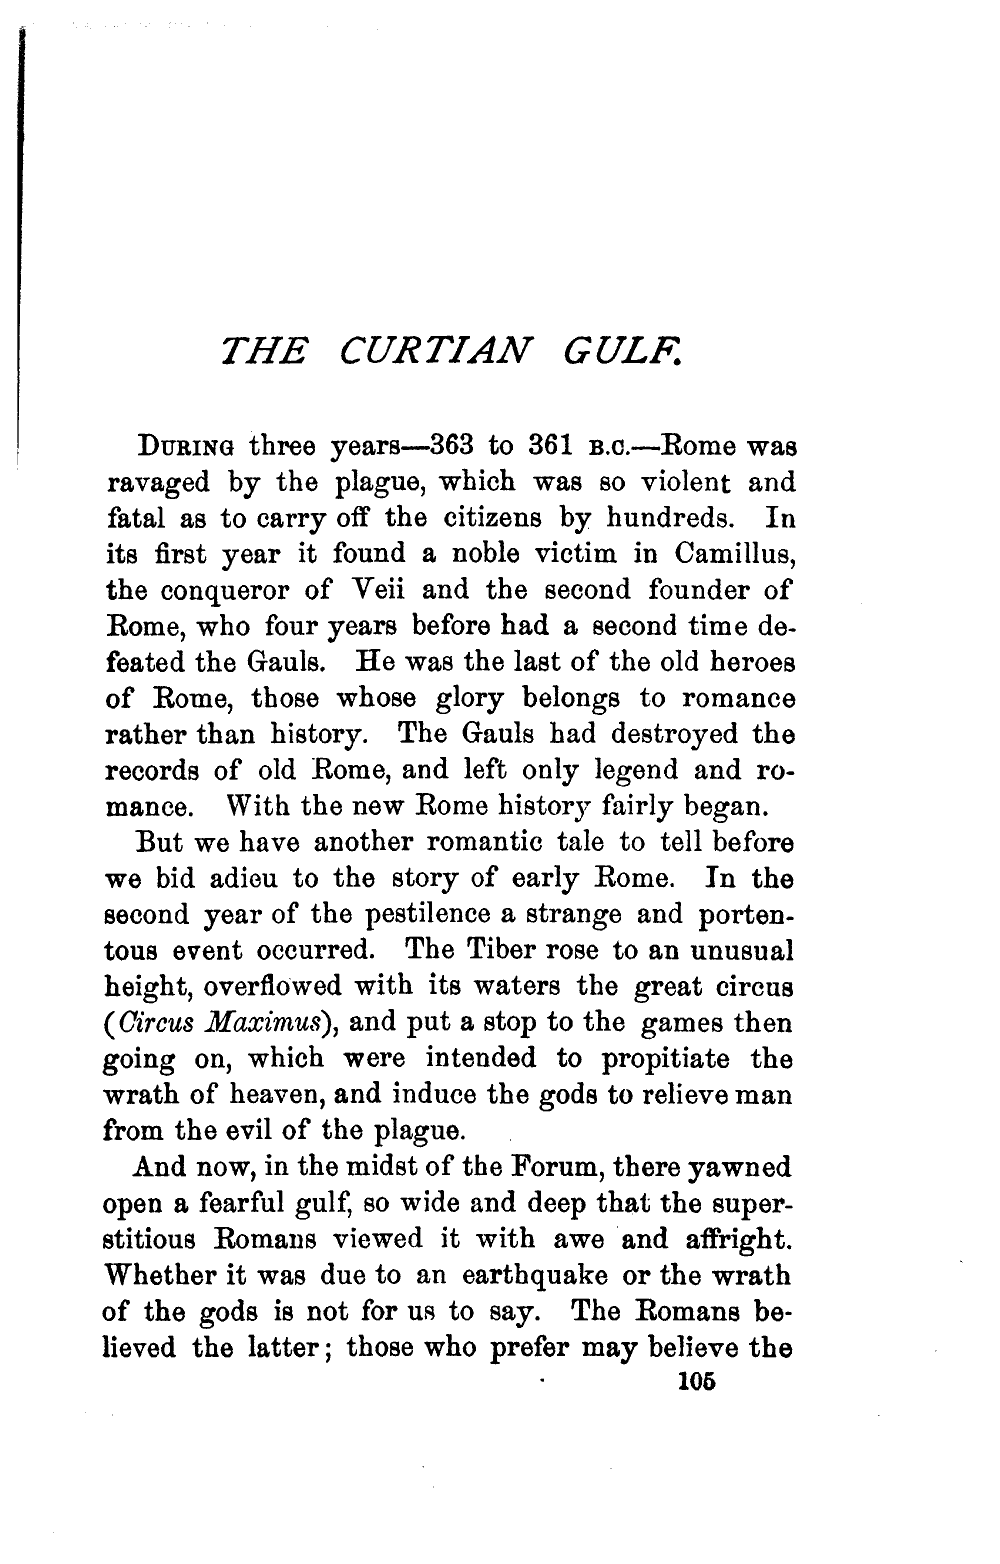 THE CURTIAN GULF.
DURING three years—363 to 361 B.C.—Rome was
ravaged by the plague, which was so violent and
fatal as to carry off the citizens by hundreds. In
its first year it found a noble victim in Camillus,
the conqueror of Veii and the second founder of
Rome, who four years before had a second time de-
feated the Gauls. He was the last of the old heroes
of Rome, those whose glory belongs to romance
rather than history. The Gauls had destroyed the
records of old Rome, and left only legend and ro-
mance. With the new Rome history fairly began.
But we have another romantic tale to tell before
we bid adieu to the story of early Rome. In the
second year of the pestilence a strange and porten-
tous event occurred. The Tiber rose to an unusual
height, overflowed with its waters the great circus
(Circus Maximus), and put a stop to the games then
going on, which were intended to propitiate the
wrath of heaven, and induce the gods to relieve man
from the evil of the plague.
And now, in the midst of the Forum, there yawned
open a fearful gulf, so wide and deep that the super-
stitious Romans viewed it with awe and affright.
Whether it was due to an earthquake or the wrath
of the gods is not for us to say. The Romans be-
lieved the latter; those who prefer may believe the
105